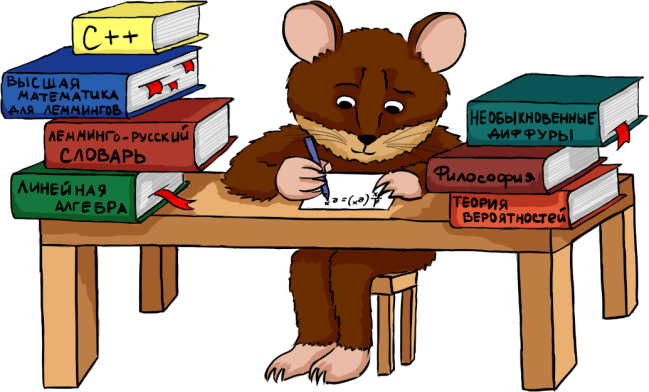 C++
ВЫСШАЯ
МАТЕМАТИКА
ДЛЯ ЛЕММИНГОВ
ЛЕММИНГО-РУССКИЙ
СЛОВАРЬ
ЛИНЕЙНАЯ
АЛГЕБРА
НЕОБЫКНОВЕННЫЕ
ДИФФУРЫ
ФИЛОСОФИЯ
ТЕОРИЯ
ВЕРОЯТНОСТЕЙ